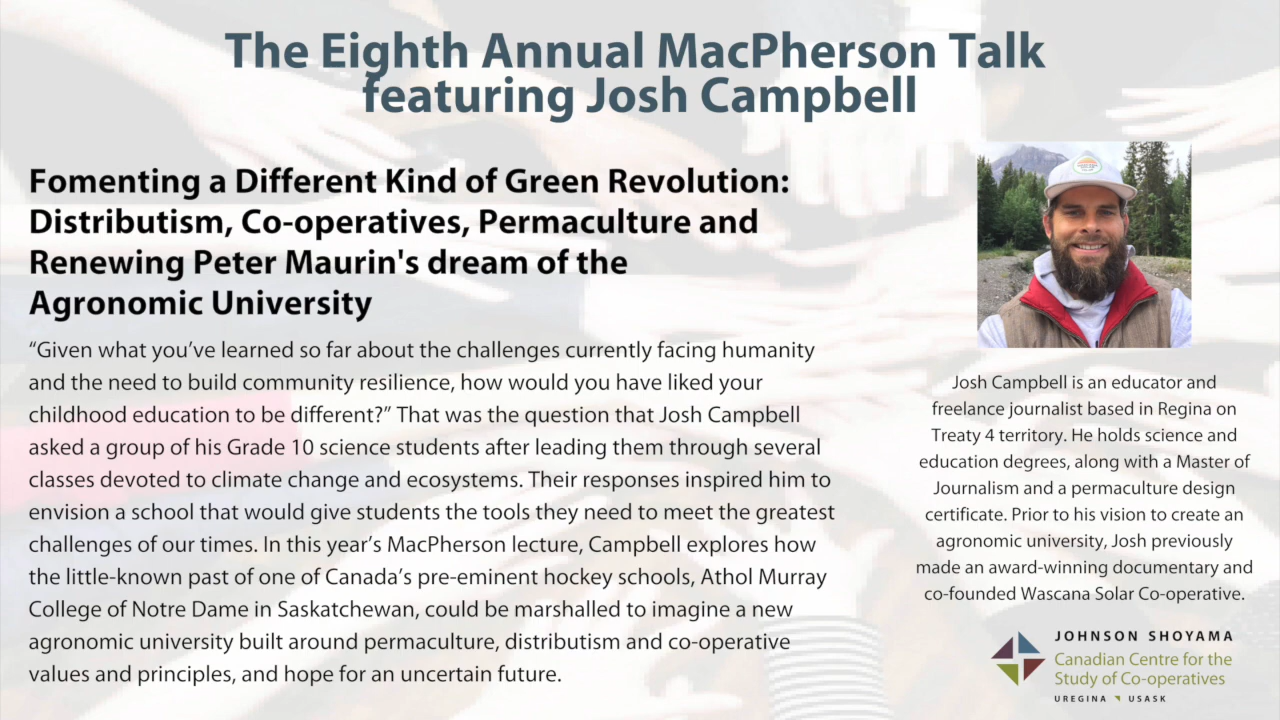 The Eighth Annual MacPherson Talk
featuring Josh Campbell
Fomenting a Different Kind of Green Revolution:
Distributism, Co-operatives, Permaculture and
Renewing Peter Maurin's dream of the
Agronomic University
“Given what you’ve learned so far about the challenges currently facing humanity
and the need to build community resilience, how would you have liked your
childhood education to be different?” That was the question that Josh Campbell
asked a group of his Grade 10 science students after leading them through several
classes devoted to climate change and ecosystems. Their responses inspired him to
envision a school that would give students the tools they need to meet the greatest
challenges of our times. In this year’s MacPherson lecture, Campbell explores how
the little-known past of one of Canada’s pre-eminent hockey schools, Athol Murray
College of Notre Dame in Saskatchewan, could be marshalled to imagine a new
agronomic university built around permaculture, distributism and co-operative
values and principles, and hope for an uncertain future.
Josh Campbell is an educator and
freelance journalist based in Regina on
Treaty 4 territory. He holds science and
education degrees, along with a Master of
Journalism and a permaculture design
certificate. Prior to his vision to create an
agronomic university, Josh previously
made an award-winning documentary and
co-founded Wascana Solar Co-operative.
JOHNSON SHOYAMA
Canadian Centre for the
Study of Co-operatives
UREGINA USASK